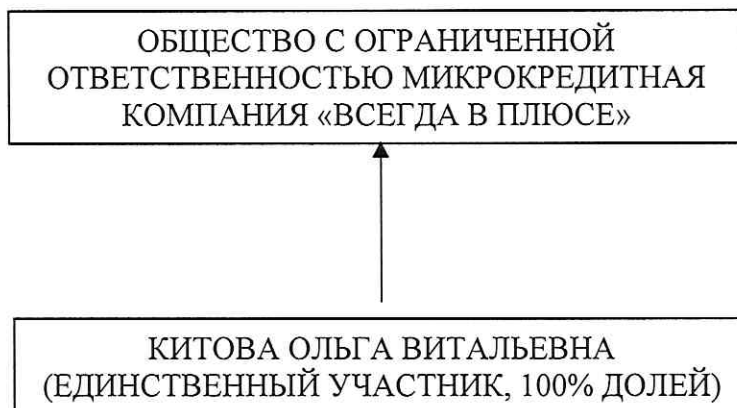 ОБЩЕСТВО С ОГРАНИЧЕННОЙ
ОТВЕТСТВЕННОСТЬЮ МИКРОКРЕДИТНАЯ
КОМПАНИЯ «ВСЕГДА В ПЛЮСЕ»
КИТОВА ОЛЬГА ВИТАЛЬЕВНА
(ЕДИНСТВЕННЫЙ УЧАСТНИК, 100% ДОЛЕЙ)